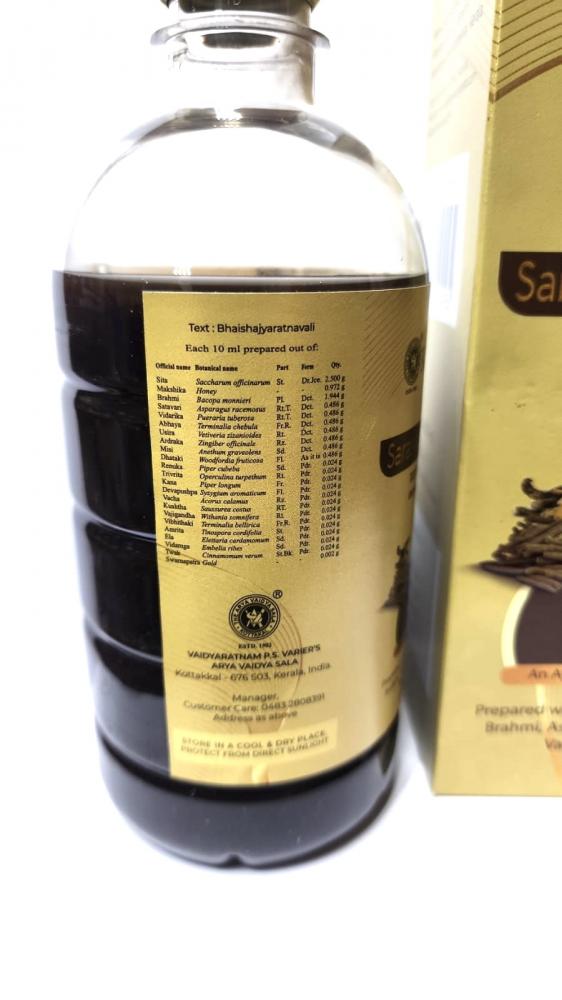 Text : Bhaishajyaratnavali
Each 10 ml prepared out of:
Official name Botanical name Part Form Qty.
Sita Saccharum officinarum St. Dr.Jce. 2.500 g
Makshika Honey - - 0.972 g
Brahmi Bacopa monnieri Pl. Dct. 1.944 g
Satavari Asparagus racemosus Rt.T. Dct. 0.486 g
Vidarika Pueraria tuberosa Rt.T. Dct. 0.486 g
Abhaya Terminalia chebula Fr.R. Dct. 0.486 g
Usira Vetiveria zizanioides Rt. Dct. 0.486 g
Ardraka Zingiber officinale Rz. Dct. 0.486 g
Misi Anethum graveolens Sd. Dct. 0.486 g
Dhataki Woodfordia fruticosa Fl. As it is 0.486 g
Renuka Piper cubeba Sd. Pdr. 0.024 g
Trivrita Operculina turpethum Rt. Pdr. 0.024 g
Kana Piper longum Fr. Pdr. 0.024 g
Devapushpa Syzygium aromaticum Fl. Pdr. 0.024 g
Vacha Acorus calamus Rz. Pdr. 0.024 g
Kushtha Saussurea costus RT. Pdr. 0.024 g
Vajigandha Withania somnifera Rt. Pdr. 0.024 g
Vibhithaki Terminalia bellirica Fr.R. Pdr. 0.024 g
Amrita Tinospora cordifolia St. Pdr. 0.024 g
Ela Elettaria cardamomum Sd. Pdr. 0.024 g
Vidanga Embelia ribes Sd. Pdr. 0.024 g
Twak Cinnamomum verum St.Bk. Pdr. 0.024 g
Swarnapatra Gold - - 0.002 g
THE ARYA VAIDYA SALA
KOTTAKKAL
®
ESTD. 1902
VAIDYARATNAM P.S. VARIER'S
ARYA VAIDYA SALA
Kottakkal - 676 503, Kerala, India
Manager,
Customer Care: 0483 2808391
Address as above
STORE IN A COOL & DRY PLACE,
PROTECT FROM DIRECT SUNLIGHT
Sar
An A
Prepared w
Brahmi, As
Va